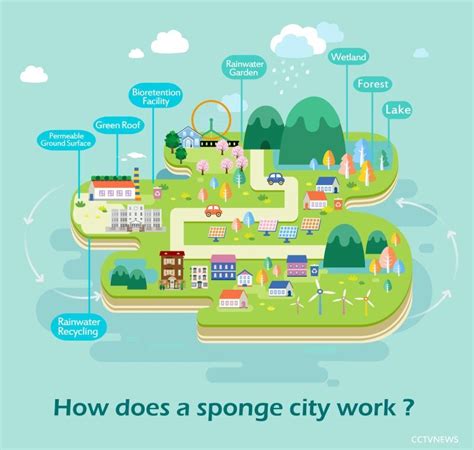 Wetland
Rainwater
Garden
Forest
Bioretention
Facility
Lake
Green Roof
Permeable
Ground Surface
Rainwater
Recycling
How does a sponge city work ?
CCTVNEWS